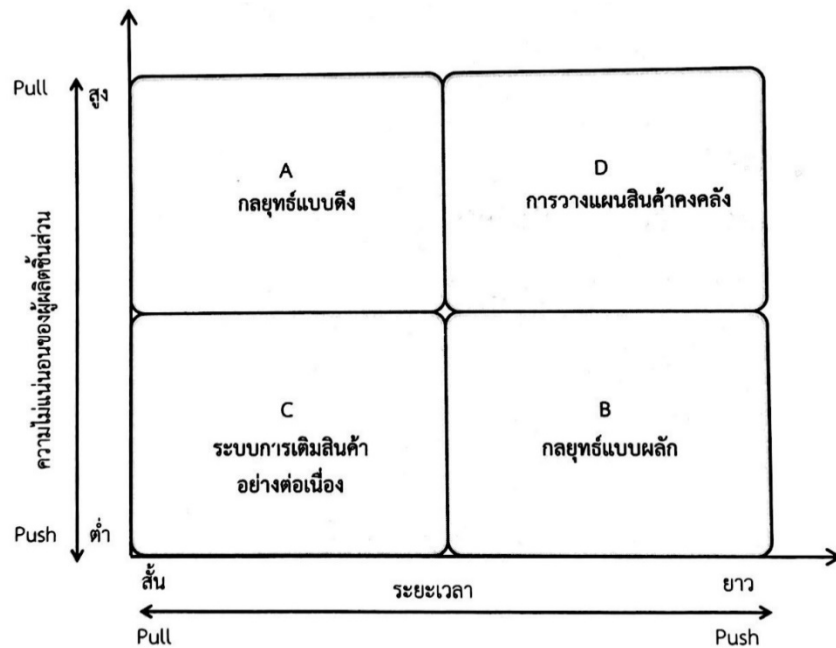 Pull
สูง
A
กลยุทธ์แบบดึง
D
การวางแผนสินค้าคงคลัง
ความไม่แน่นอนของผู้ผลิตชิ้นส่วน
C
ระบบการเติมสินค้า
อย่างต่อเนื่อง
B
กลยุทธ์แบบผลัก
Push
ต่ำ
สั้น
ระยะเวลา
ยาว
Pull
Push